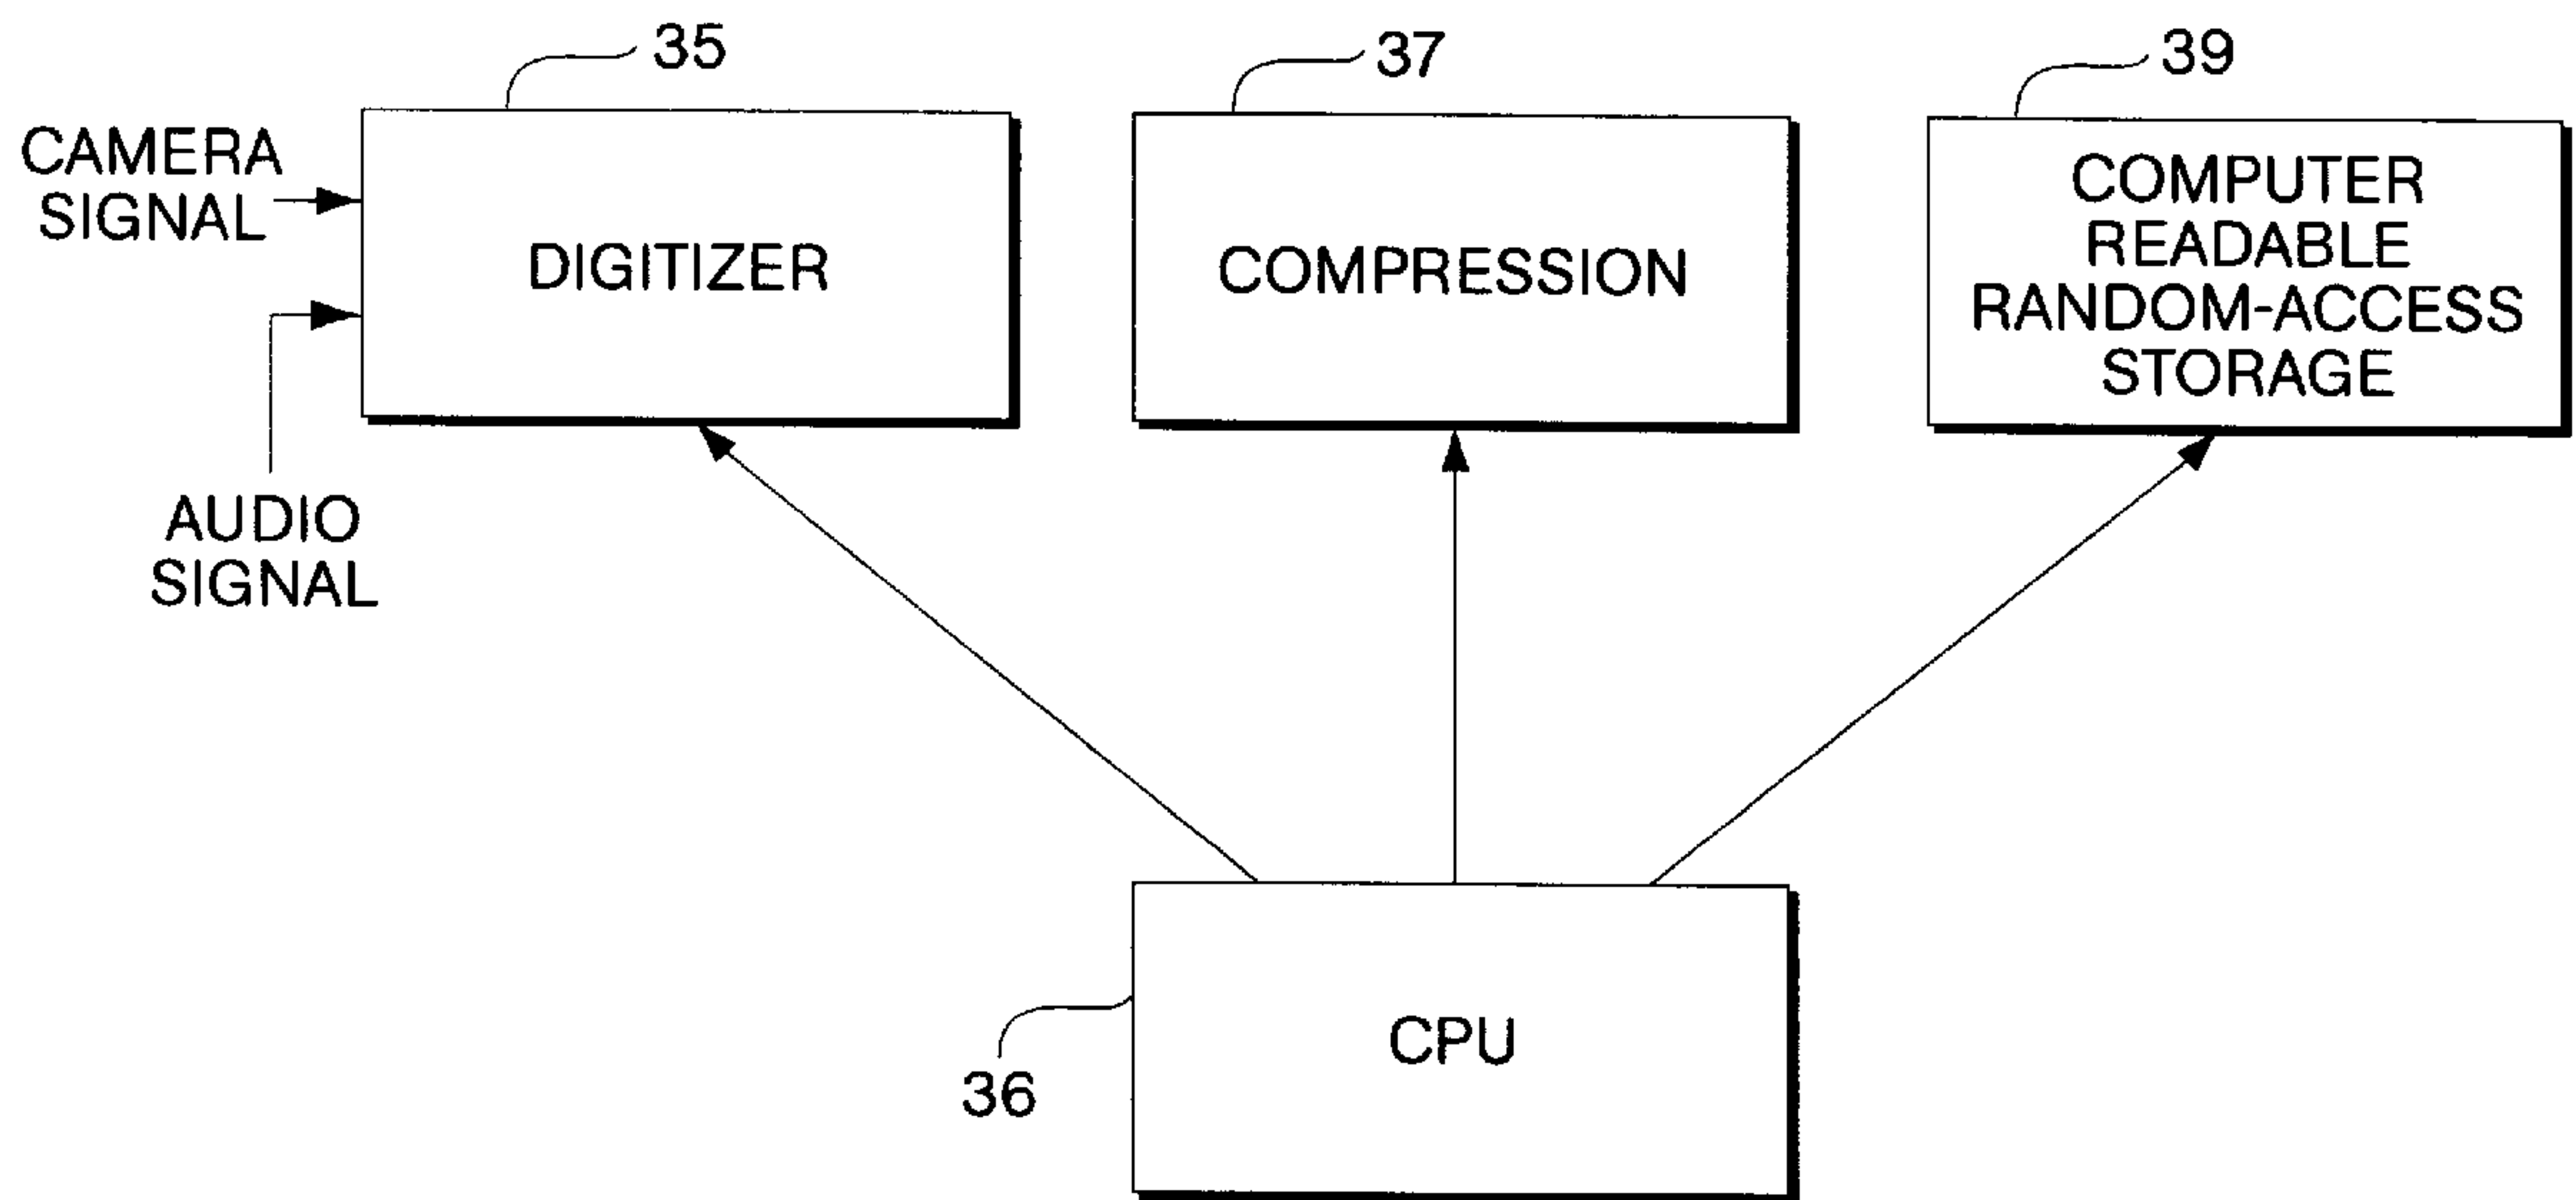 35
37
39
CAMERA
SIGNAL
DIGITIZER
COMPRESSION
COMPUTER
READABLE
RANDOM-ACCESS
STORAGE
AUDIO
SIGNAL
CPU
36